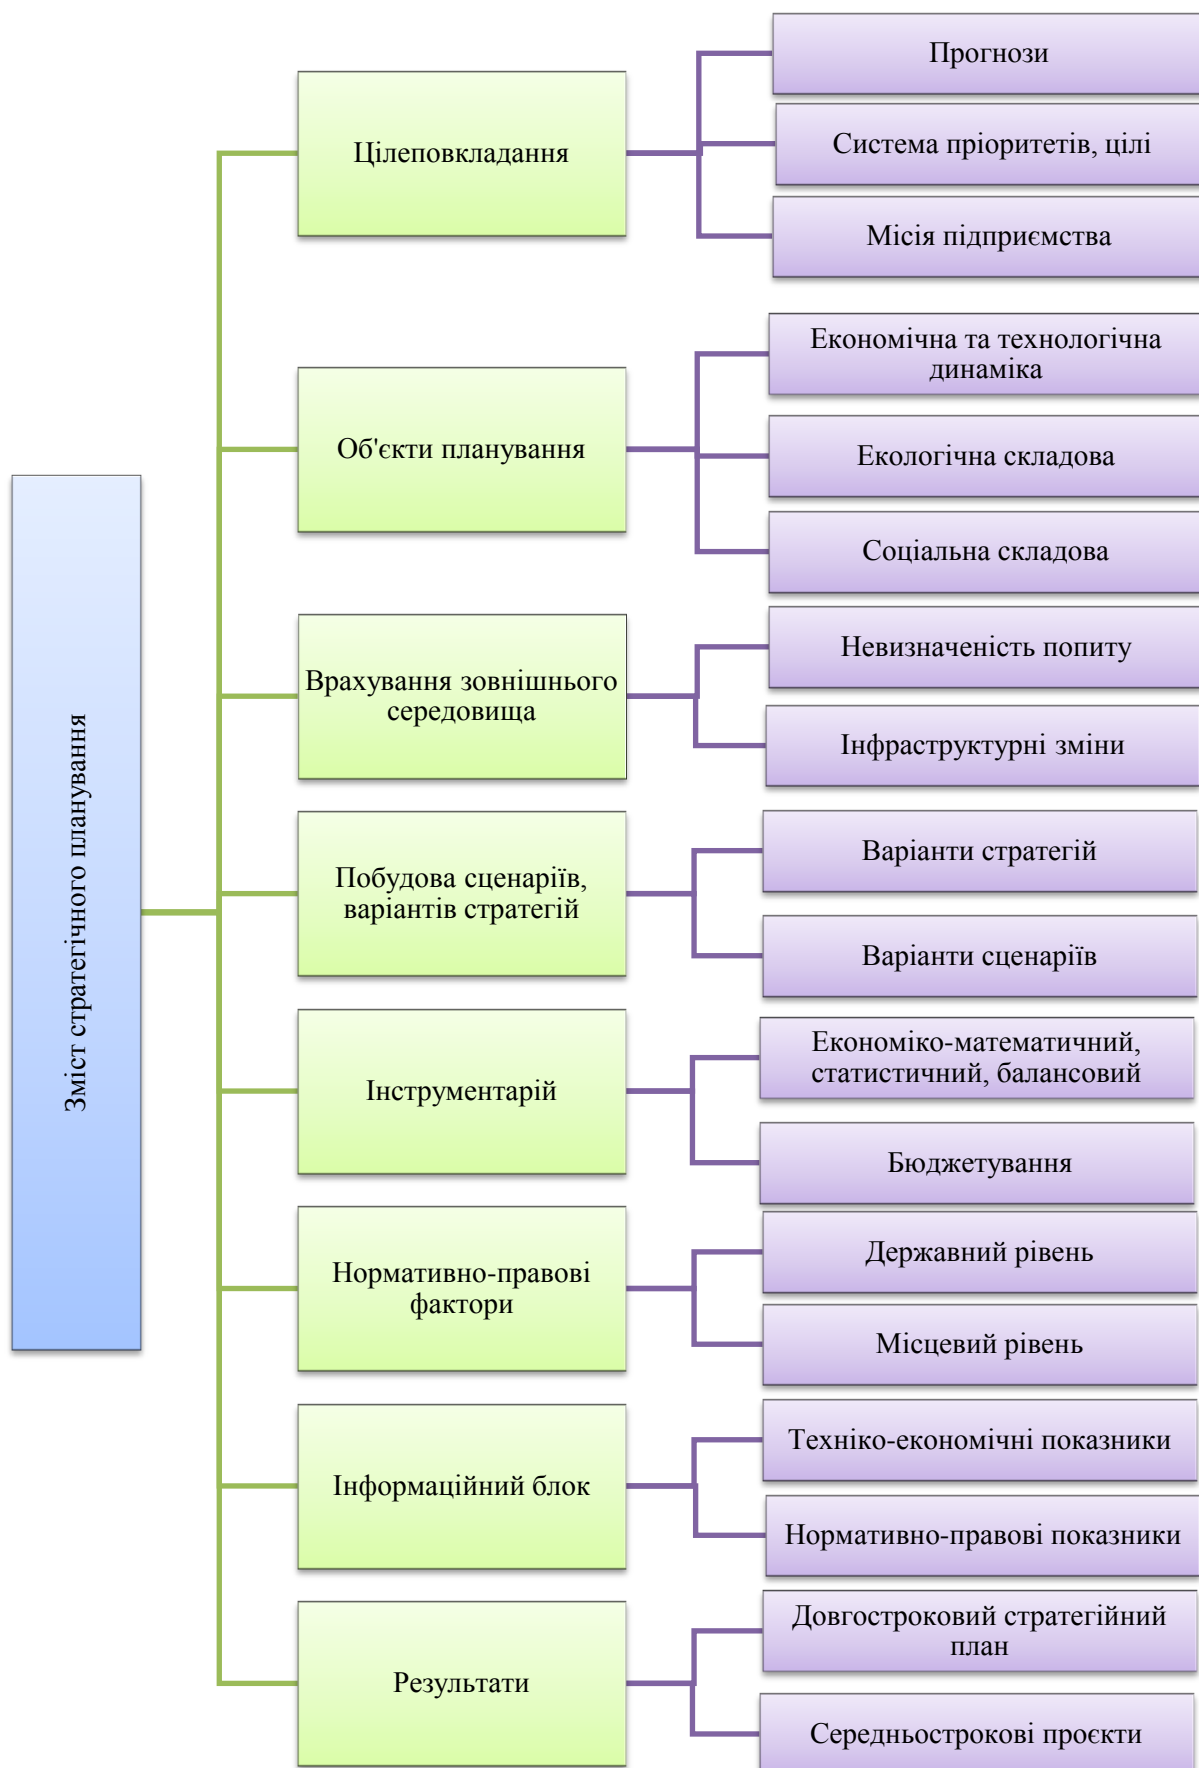 Зміст стратегічного планування
Цілеповкладання
Прогнози
Система пріоритетів, цілі
Місія підприємства
Об'єкти планування
Економічна та технологічна
динаміка
Екологічна складова
Соціальна складова
Врахування зовнішнього
середовища
Невизначеність попиту
Інфраструктурні зміни
Побудова сценаріїв,
варіантів стратегій
Варіанти стратегій
Варіанти сценаріїв
Інструментарій
Економіко-математичний,
статистичний, балансовий
Бюджетування
Нормативно-правові
фактори
Державний рівень
Місцевий рівень
Інформаційний блок
Техніко-економічні показники
Нормативно-правові показники
Результати
Довгостроковий стратегійний
план
Середньострокові проєкти